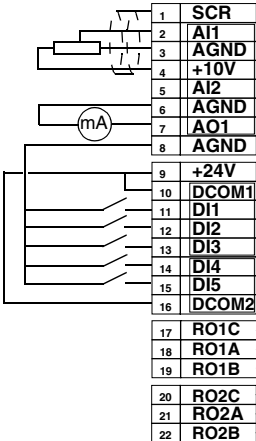 1 SCR
2 AI1
3 AGND
4 +10V
5 AI2
6 AGND
mA
7 AO1
8 AGND
9 +24V
10 DCOM1
11 DI1
12 DI2
13 DI3
14 DI4
15 DI5
16 DCOM2
17 RO1C
18 RO1A
19 RO1B
20 RO2C
21 RO2A
22 RO2B